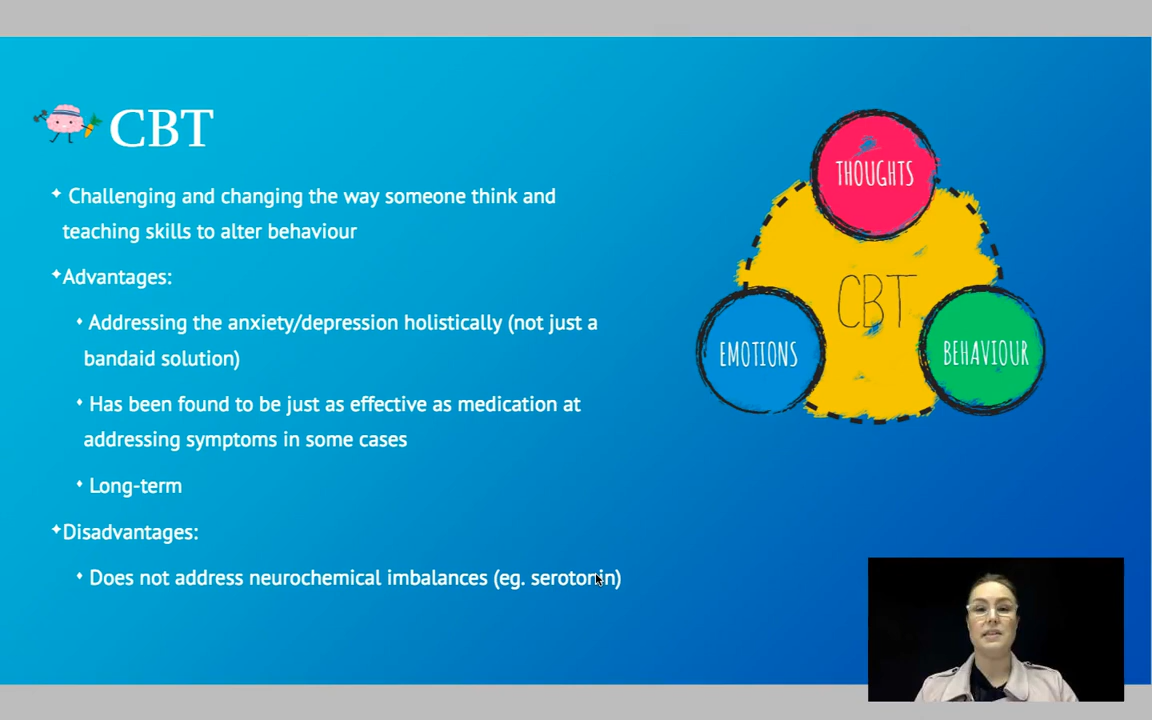 CBT
Challenging and changing the way someone think and
teaching skills to alter behaviour
Advantages:
Addressing the anxiety/depression holistically (not just a
bandaid solution)
Has been found to be just as effective as medication at
addressing symptoms in some cases
Long-term
Disadvantages:
Does not address neurochemical imbalances (eg. serotonin)
THOUGHTS
CBT
EMOTIONS
BEHAVIOUR